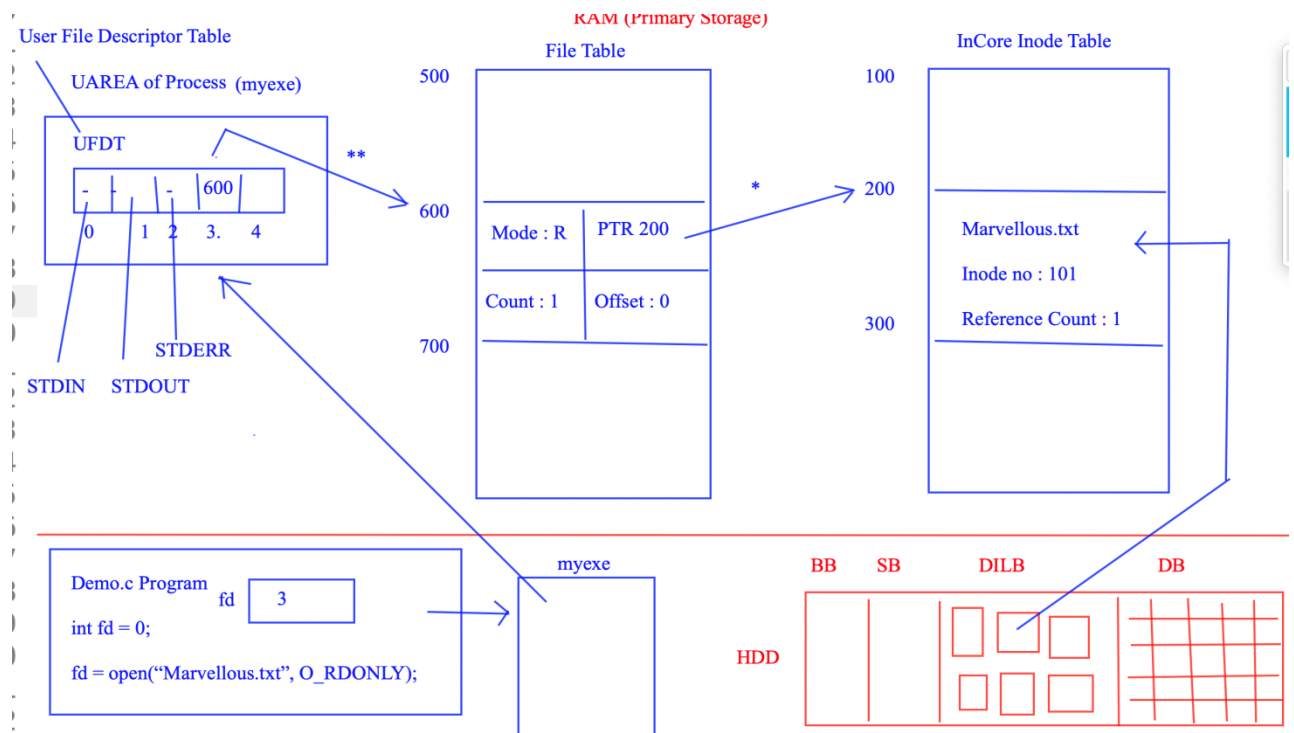 RAM (Primary Storage)
User File Descriptor Table
File Table
InCore Inode Table
UAREA of Process (myexe)
500
100
UFDT
**
- - - 600
*
200
600
0 1 2 3. 4
Mode : R PTR 200
Marvellous.txt
Inode no : 101
Count : 1 Offset : 0
300
Reference Count : 1
700
STDERR
STDIN STDOUT
myexe
BB SB DILB DB
Demo.c Program
fd 3
int fd = 0;
HDD
fd = open(“Marvellous.txt”, O_RDONLY);